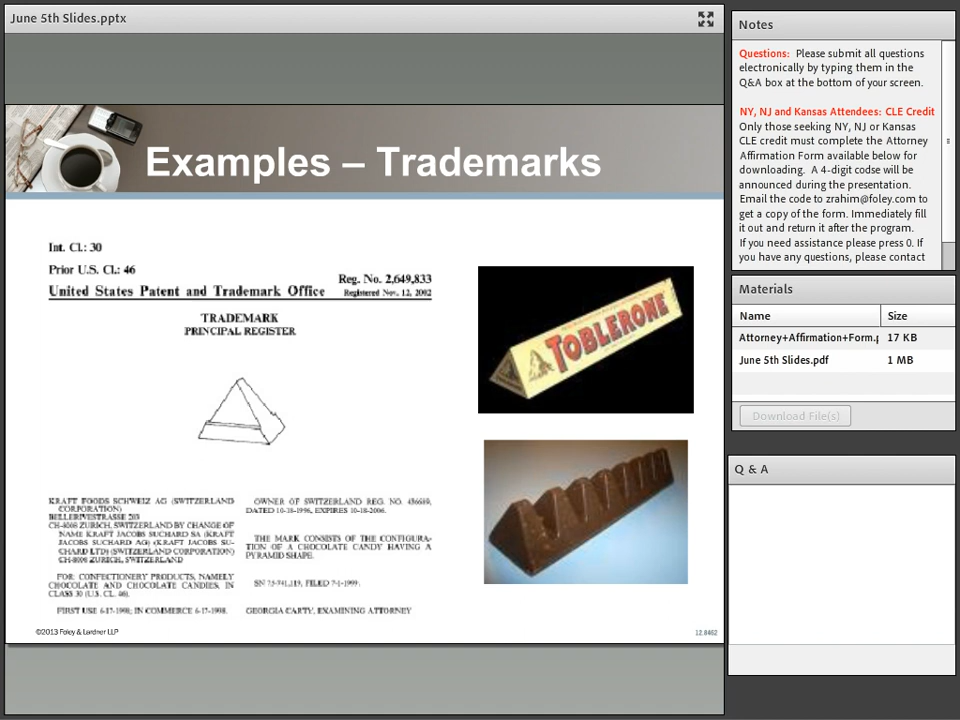 June 5th Slides.pptx
Examples – Trademarks
Int. Cl.: 30
Prior U.S. Cl.: 46
Reg. No. 2,649,833
United States Patent and Trademark Office
Registered Nov. 12, 2002
TRADEMARK
PRINCIPAL REGISTER
KRAFT FOODS SCHWEIZ AG (SWITZERLAND
CORPORATION)
BELLERIVESTRASSE 203
CH-8008 ZURICH, SWITZERLAND BY CHANGE OF
NAME KRAFT JACOBS SUCHARD SA (KRAFT
JACOBS SUCHARD AG) (KRAFT JACOBS SU-
CHARD LTD) (SWITZERLAND CORPORATION)
CH-8008 ZURICH, SWITZERLAND
FOR: CONFECTIONERY PRODUCTS, NAMELY
CHOCOLATE AND CHOCOLATE CANDIES, IN
CLASS 30 (U.S. CL. 46).
FIRST USE 6-17-1998; IN COMMERCE 6-17-1998.
OWNER OF SWITZERLAND REG. NO.
DATED 10-18-1996, EXPIRES 10-18-2006.
THE MARK CONSISTS OF THE CONFIGURA-
TION OF A CHOCOLATE CANDY HAVING A
PYRAMID SHAPE.
SN 75-741,119, FILED 7-1-1999.
GEORGIA CARTY, EXAMINING ATTORNEY
TOBLERONE
©2013 Foley & Lardner LLP
12.8462
Notes
Questions: Please submit all questions
electronically by typing them in the
Q&A box at the bottom of your screen.
NY, NJ and Kansas Attendees: CLE Credit
Only those seeking NY, NJ or Kansas
CLE credit must complete the Attorney
Affirmation Form available below for
downloading. A 4-digit codse will be
announced during the presentation.
Email the code to zrahim@foley.com to
get a copy of the form. Immediately fill
it out and return it after the program.
If you need assistance please press 0. If
you have any questions, please contact
Materials
Name Size
Attorney+Affirmation+Form.p 17 KB
June 5th Slides.pdf 1 MB
Download File(s)
Q & A